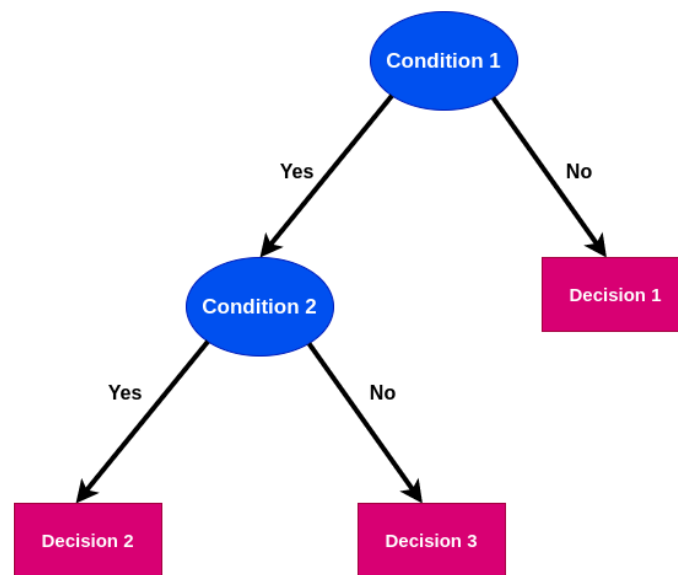 Condition 1
Yes
No
Condition 2
Decision 1
Yes
No
Decision 2
Decision 3